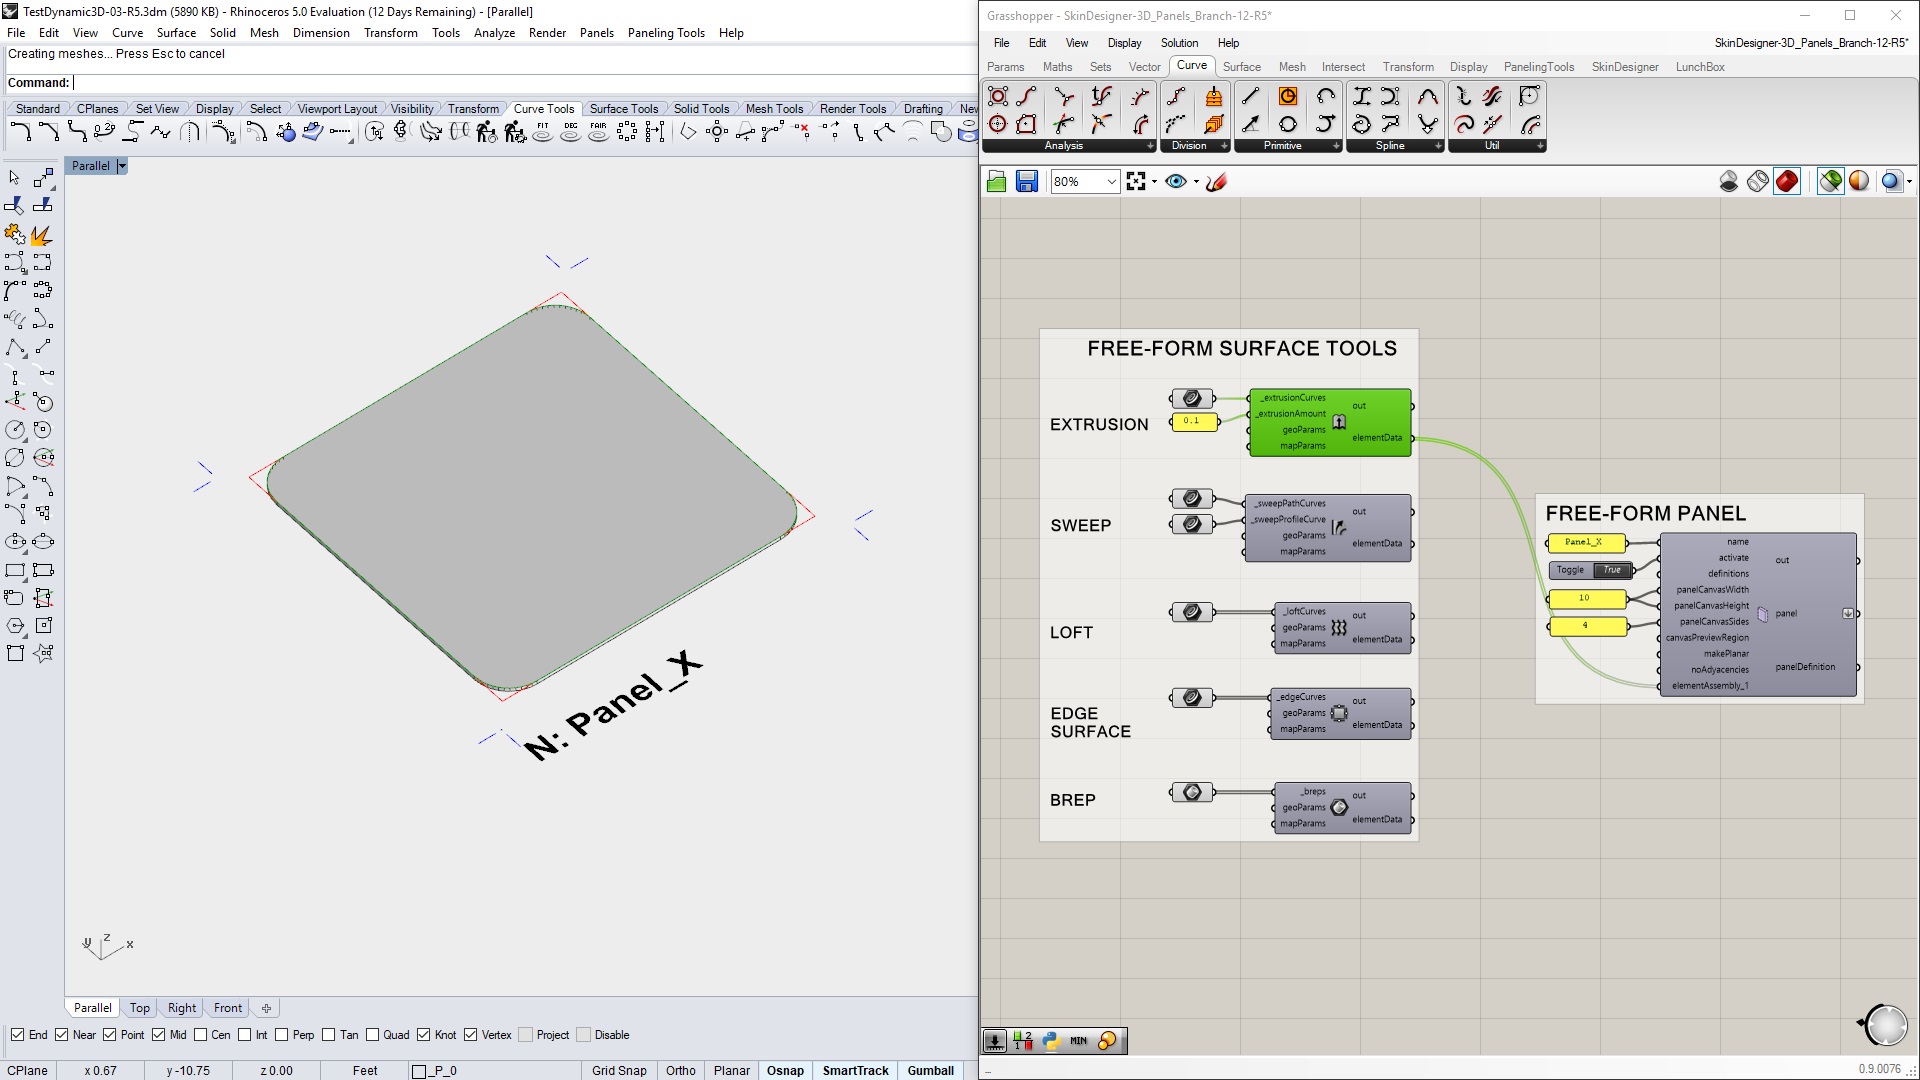 TestDynamic3D-03-R5.3dm (5890 KB) - Rhinoceros 5.0 Evaluation (12 Days Remaining) - [Parallel]
File Edit View Curve Surface Solid Mesh Dimension Transform Tools Analyze Render Panels Paneling Tools Help
Creating meshes... Press Esc to cancel
Command:
Standard CPlanes Set View Display Select Viewport Layout Visibility Transform Curve Tools Surface Tools Solid Tools Mesh Tools Render Tools Drafting New
FIT DEG FAIR
Parallel
N: Panel_X
y z x
Parallel Top Right Front
End Near Point Mid Cen Int Perp Tan Quad Knot Vertex Project Disable
CPlane x 0.67 y -10.75 z 0.00 Feet _P_0 Grid Snap Ortho Planar Osnap SmartTrack Gumball
Grasshopper - SkinDesigner-3D_Panels_Branch-12-R5*
File Edit View Display Solution Help SkinDesigner-3D_Panels_Branch-12-R5*
Params Maths Sets Vector Curve Surface Mesh Intersect Transform Display PanelingTools SkinDesigner LunchBox
Analysis Division Primitive Spline Util
80%
FREE-FORM SURFACE TOOLS
EXTRUSION
0.1
_extrusionCurves
_extrusionAmount
geoParams
mapParams
out
elementData
SWEEP
_sweepPathCurves
_sweepProfileCurve
geoParams
mapParams
out
elementData
LOFT
_loftCurves
geoParams
mapParams
out
elementData
EDGE
SURFACE
_edgeCurves
geoParams
mapParams
out
elementData
BREP
_breps
geoParams
mapParams
out
elementData
FREE-FORM PANEL
Panel_X
Toggle True
10
4
name
activate
definitions
panelCanvasWidth
panelCanvasHeight
panelCanvasSides
canvasPreviewRegion
makePlanar
noAdyacencies
elementAssembly_1
out
panel
panelDefinition
1 2 MIN
0.9.0076